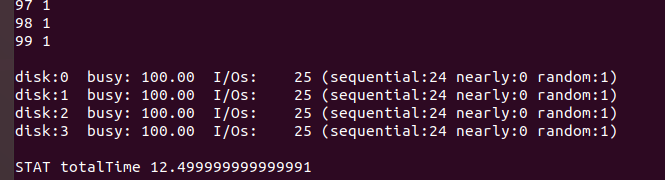 97 1
98 1
99 1
disk:0 busy: 100.00 I/Os: 25 (sequential:24 nearly:0 random:1)
disk:1 busy: 100.00 I/Os: 25 (sequential:24 nearly:0 random:1)
disk:2 busy: 100.00 I/Os: 25 (sequential:24 nearly:0 random:1)
disk:3 busy: 100.00 I/Os: 25 (sequential:24 nearly:0 random:1)
STAT totalTime 12.499999999999991